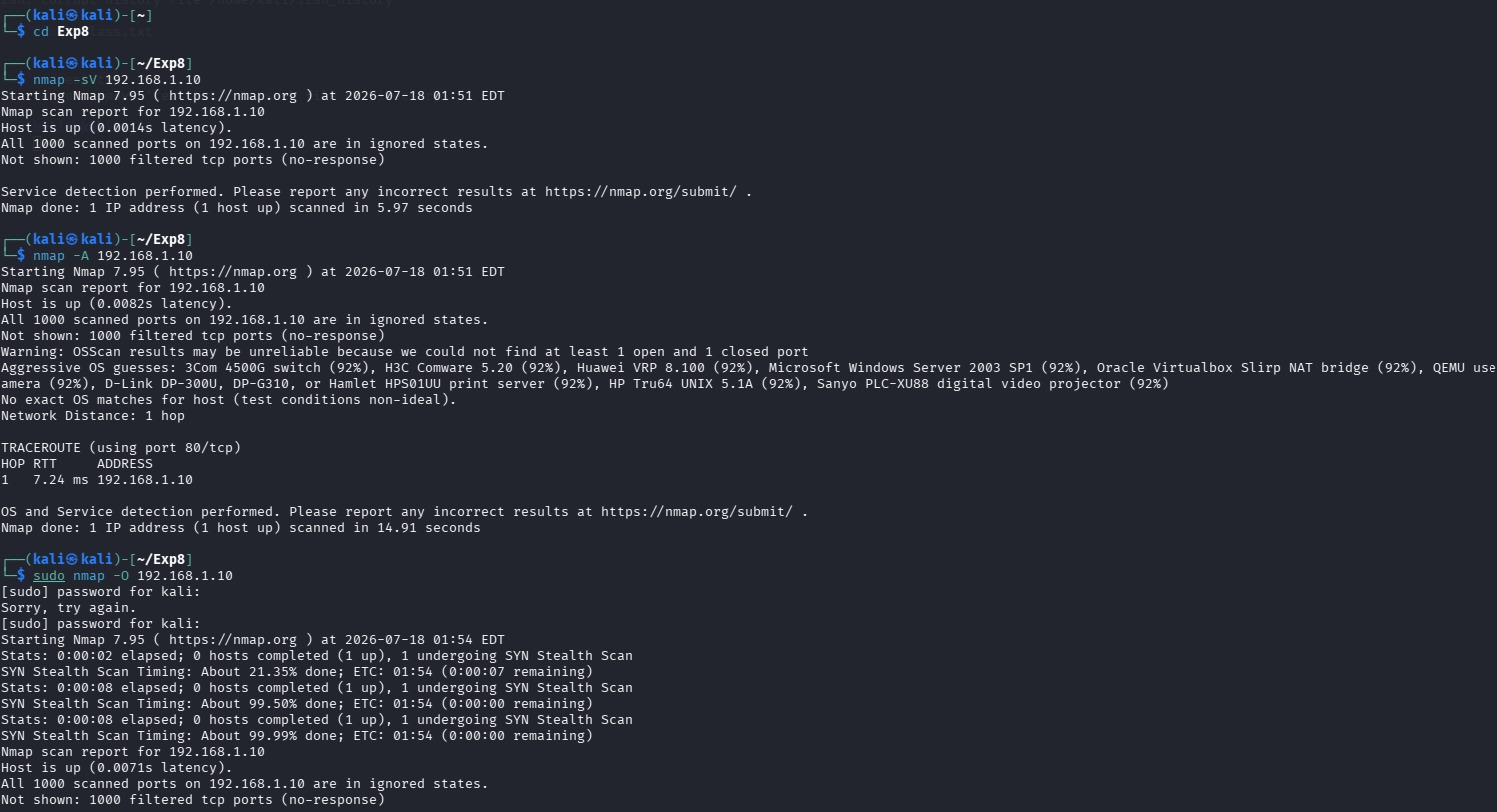 ┌──(kali㉿kali)-[~]
└─$ cd Exp8

┌──(kali㉿kali)-[~/Exp8]
└─$ nmap -sV 192.168.1.10
Starting Nmap 7.95 ( https://nmap.org ) at 2026-07-18 01:51 EDT
Nmap scan report for 192.168.1.10
Host is up (0.0014s latency).
All 1000 scanned ports on 192.168.1.10 are in ignored states.
Not shown: 1000 filtered tcp ports (no-response)

Service detection performed. Please report any incorrect results at https://nmap.org/submit/ .
Nmap done: 1 IP address (1 host up) scanned in 5.97 seconds

┌──(kali㉿kali)-[~/Exp8]
└─$ nmap -A 192.168.1.10
Starting Nmap 7.95 ( https://nmap.org ) at 2026-07-18 01:51 EDT
Nmap scan report for 192.168.1.10
Host is up (0.0082s latency).
All 1000 scanned ports on 192.168.1.10 are in ignored states.
Not shown: 1000 filtered tcp ports (no-response)
Warning: OSScan results may be unreliable because we could not find at least 1 open and 1 closed port
Aggressive OS guesses: 3Com 4500G switch (92%), H3C Comware 5.20 (92%), Huawei VRP 8.100 (92%), Microsoft Windows Server 2003 SP1 (92%), Oracle Virtualbox Slirp NAT bridge (92%), QEMU use
amera (92%), D-Link DP-300U, DP-G310, or Hamlet HPS01UU print server (92%), HP Tru64 UNIX 5.1A (92%), Sanyo PLC-XU88 digital video projector (92%)
No exact OS matches for host (test conditions non-ideal).
Network Distance: 1 hop

TRACEROUTE (using port 80/tcp)
HOP RTT     ADDRESS
1   7.24 ms 192.168.1.10

OS and Service detection performed. Please report any incorrect results at https://nmap.org/submit/ .
Nmap done: 1 IP address (1 host up) scanned in 14.91 seconds

┌──(kali㉿kali)-[~/Exp8]
└─$ sudo nmap -O 192.168.1.10
[sudo] password for kali:
Sorry, try again.
[sudo] password for kali:
Starting Nmap 7.95 ( https://nmap.org ) at 2026-07-18 01:54 EDT
Stats: 0:00:02 elapsed; 0 hosts completed (1 up), 1 undergoing SYN Stealth Scan
SYN Stealth Scan Timing: About 21.35% done; ETC: 01:54 (0:00:07 remaining)
Stats: 0:00:08 elapsed; 0 hosts completed (1 up), 1 undergoing SYN Stealth Scan
SYN Stealth Scan Timing: About 99.50% done; ETC: 01:54 (0:00:00 remaining)
Stats: 0:00:08 elapsed; 0 hosts completed (1 up), 1 undergoing SYN Stealth Scan
SYN Stealth Scan Timing: About 99.99% done; ETC: 01:54 (0:00:00 remaining)
Nmap scan report for 192.168.1.10
Host is up (0.0071s latency).
All 1000 scanned ports on 192.168.1.10 are in ignored states.
Not shown: 1000 filtered tcp ports (no-response)